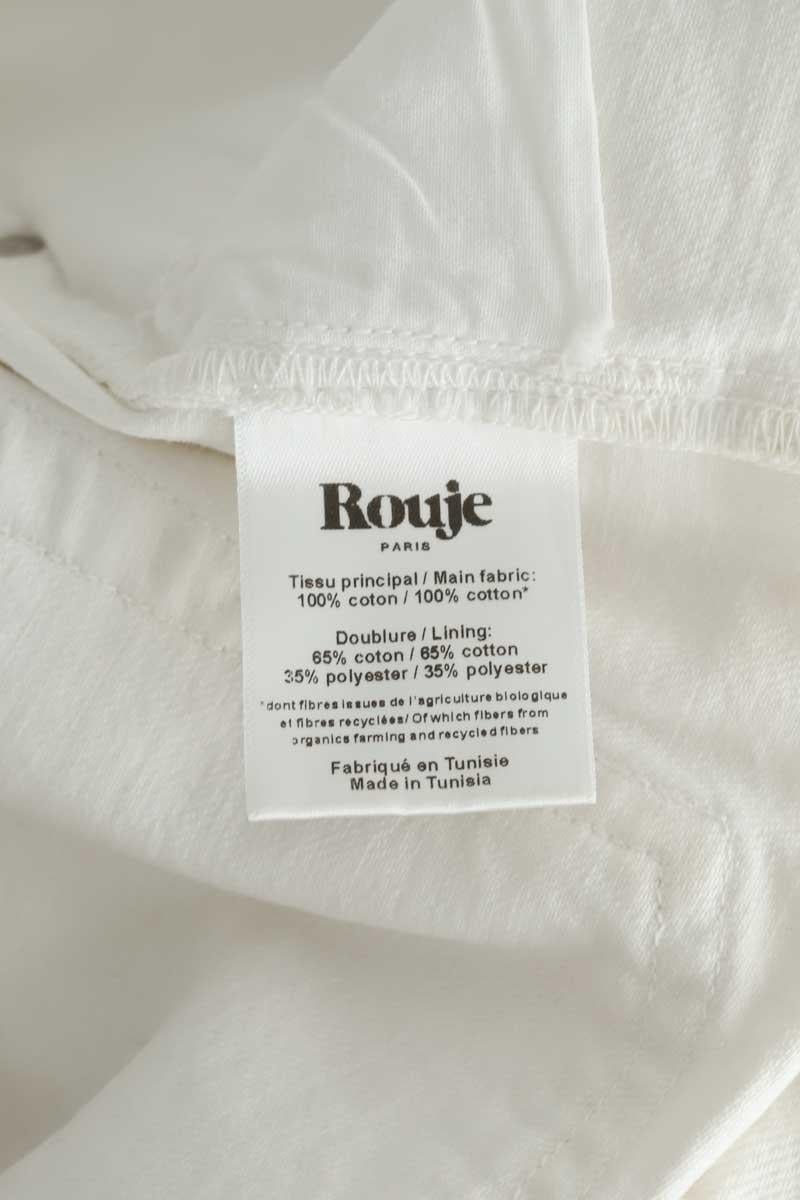 Rouje
PARIS
Tissu principal / Main fabric:
100% coton / 100% cotton*
Doublure / Lining:
65% coton / 65% cotton
35% polyester / 35% polyester
*dont fibres issues de l'agriculture biologique
et fibres recyclées/ Of which fibers from
organics farming and recycled fibers
Fabriqué en Tunisie
Made in Tunisia